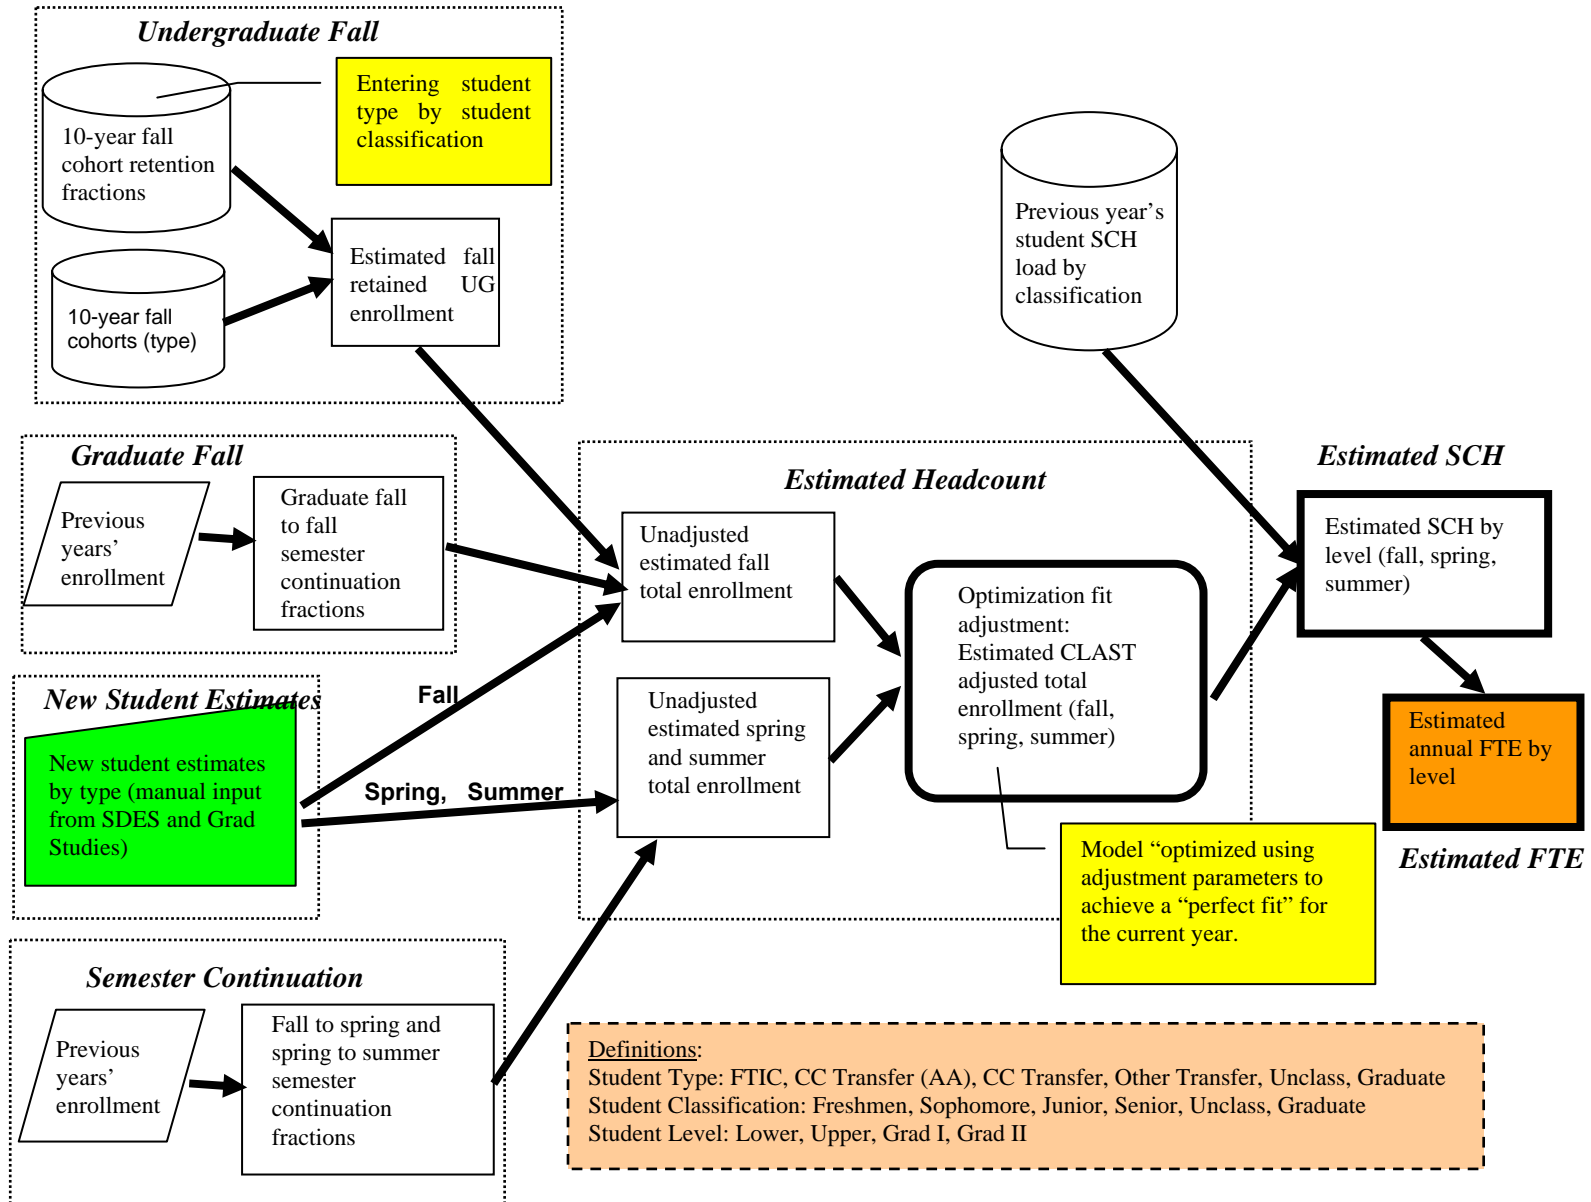 Undergraduate Fall
Entering student
type by student
classification
10-year fall
cohort retention
fractions
10-year fall
cohorts (type)
Estimated fall
retained UG
enrollment
Previous year’s
student SCH
load by
classification
Graduate Fall
Previous
years’
enrollment
Graduate fall
to fall
semester
continuation
fractions
New Student Estimates
New student estimates
by type (manual input
from SDES and Grad
Studies)
Fall
Spring, Summer
Semester Continuation
Previous
years’
enrollment
Fall to spring and
spring to summer
semester
continuation
fractions
Estimated Headcount
Unadjusted
estimated fall
total enrollment
Unadjusted
estimated spring
and summer
total enrollment
Optimization fit
adjustment:
Estimated CLAST
adjusted total
enrollment (fall,
spring, summer)
Model “optimized using
adjustment parameters to
achieve a “perfect fit” for
the current year.
Estimated SCH
Estimated SCH by
level (fall, spring,
summer)
Estimated
annual FTE by
level
Estimated FTE
Definitions:
Student Type: FTIC, CC Transfer (AA), CC Transfer, Other Transfer, Unclass, Graduate
Student Classification: Freshmen, Sophomore, Junior, Senior, Unclass, Graduate
Student Level: Lower, Upper, Grad I, Grad II